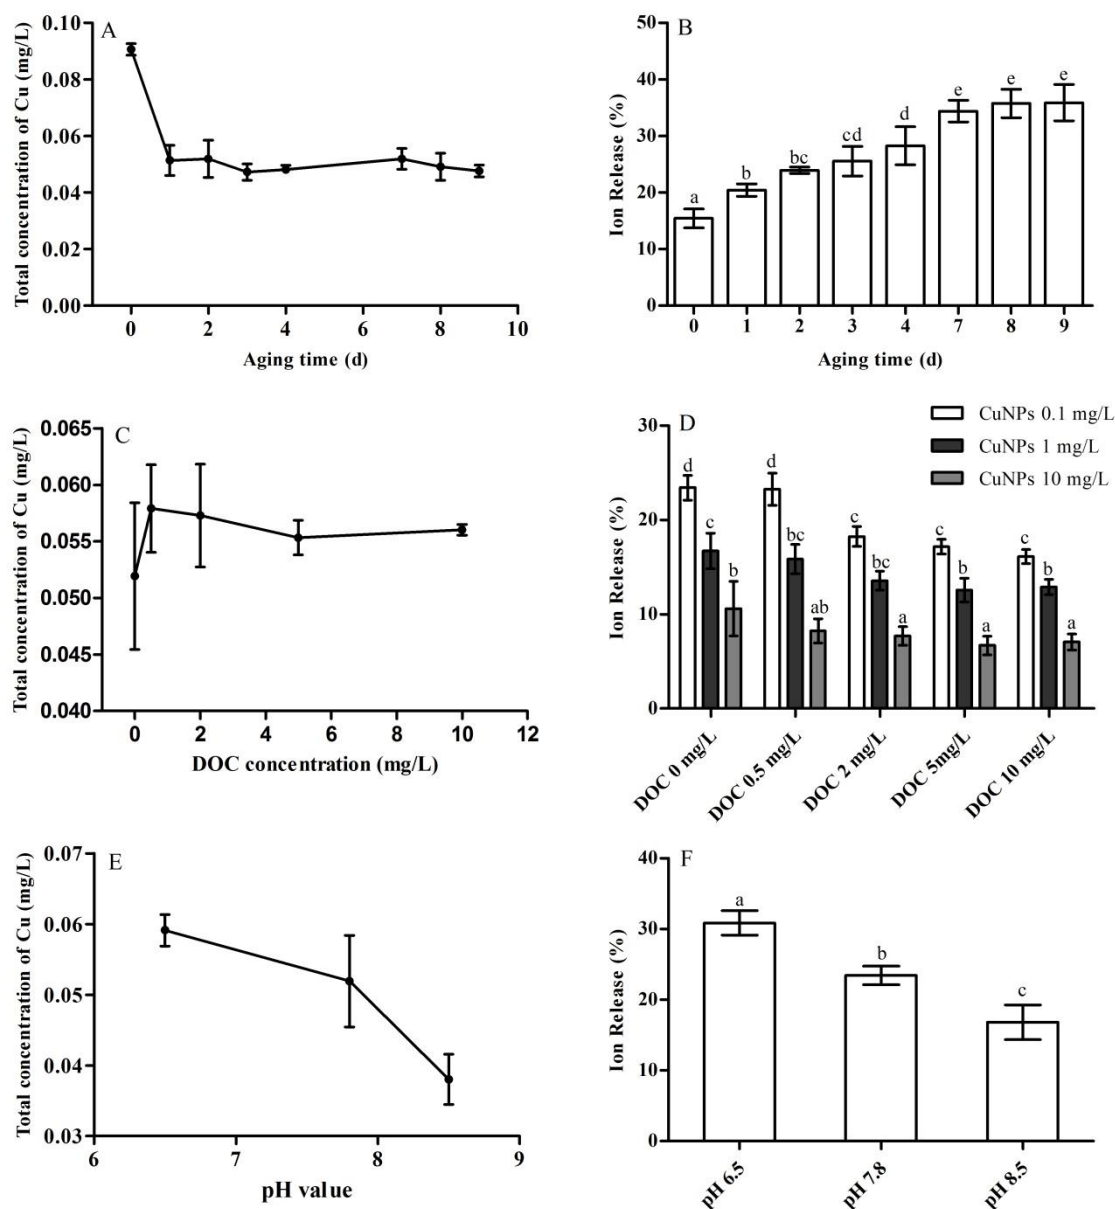 A
Total concentration of Cu (mg/L)
0.10
0.08
0.06
0.04
0.02
0.00
0 2 4 6 8 10
Aging time (d)
B
Ion Release (%)
50
40
30
20
10
0
a b bc cd d e e e
0 1 2 3 4 7 8 9
Aging time (d)
C
Total concentration of Cu (mg/L)
0.065
0.060
0.055
0.050
0.045
0.040
0 2 4 6 8 10 12
DOC concentration (mg/L)
D
CuNPs 0.1 mg/L
CuNPs 1 mg/L
CuNPs 10 mg/L
Ion Release (%)
30
20
10
0
d c b
d bc ab
c bc a
c b a
c b a
DOC 0 mg/L
DOC 0.5 mg/L
DOC 2 mg/L
DOC 5mg/L
DOC 10 mg/L
E
Total concentration of Cu (mg/L)
0.07
0.06
0.05
0.04
0.03
6 7 8 9
pH value
F
Ion Release (%)
40
30
20
10
0
a b c
pH 6.5
pH 7.8
pH 8.5